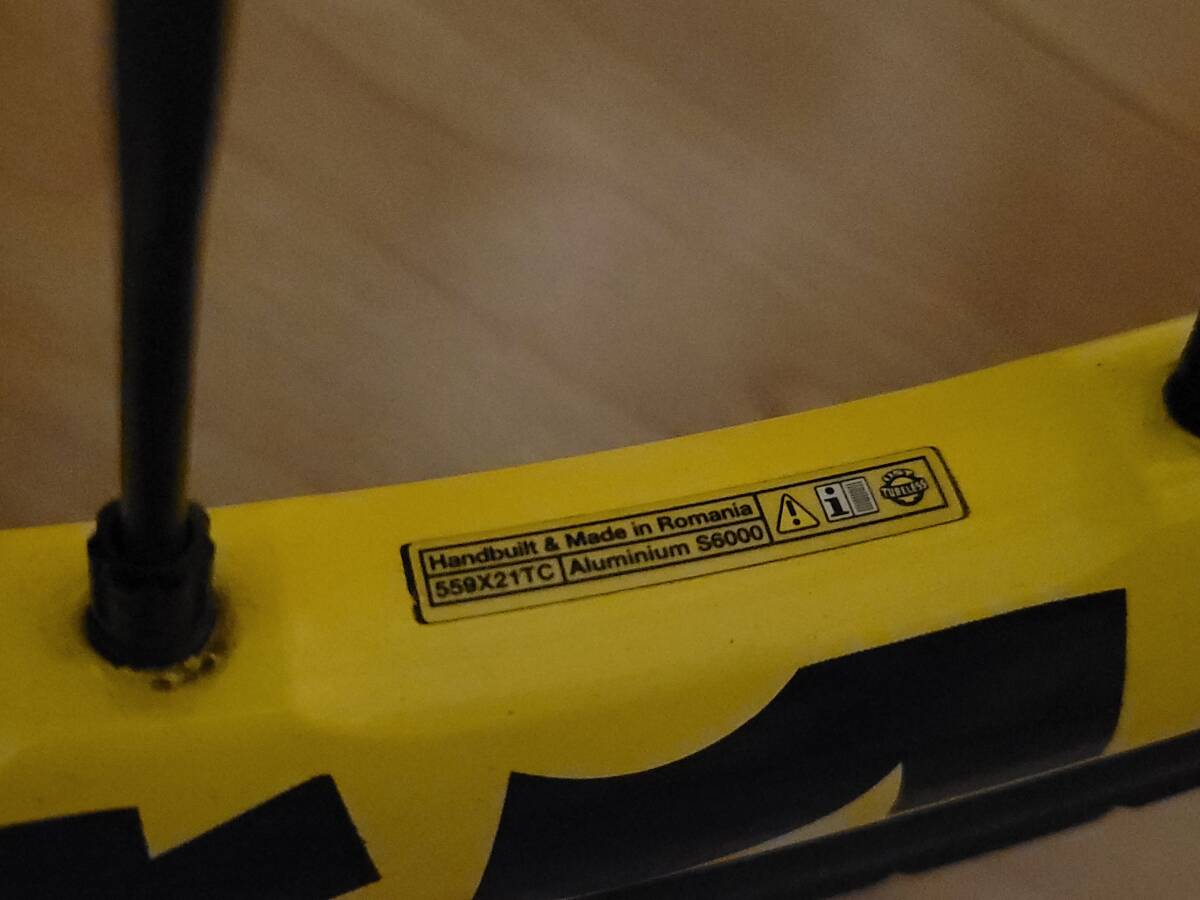 Handbuilt & Made in Romania
559X21TC Aluminium S6000
i
TUBELESS